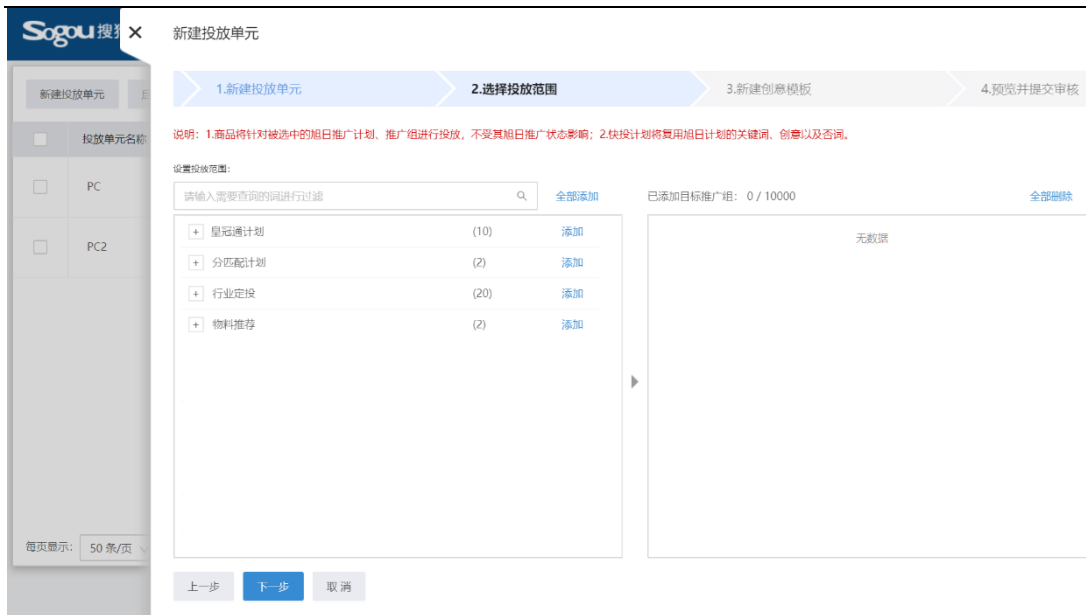 Sogou搜
新建投放单元
新建投放单元
1.新建投放单元
2.选择投放范围
3.新建创意模板
4.预览并提交审核
投放单元名称
说明：1.商品将针对被选中的旭日推广计划、推广组进行投放，不受其旭日推广状态影响；2.快投计划将复用旭日计划的关键词、创意以及否词。
设置投放范围：
请输入需要查询的词进行过滤
全部添加
已添加目标推广组： 0 / 10000
全部删除
PC
皇冠通计划 (10) 添加
无数据
PC2
分匹配计划 (2) 添加
行业定投 (20) 添加
物料推荐 (2) 添加
每页显示： 50 条/页
上一步 下一步 取消